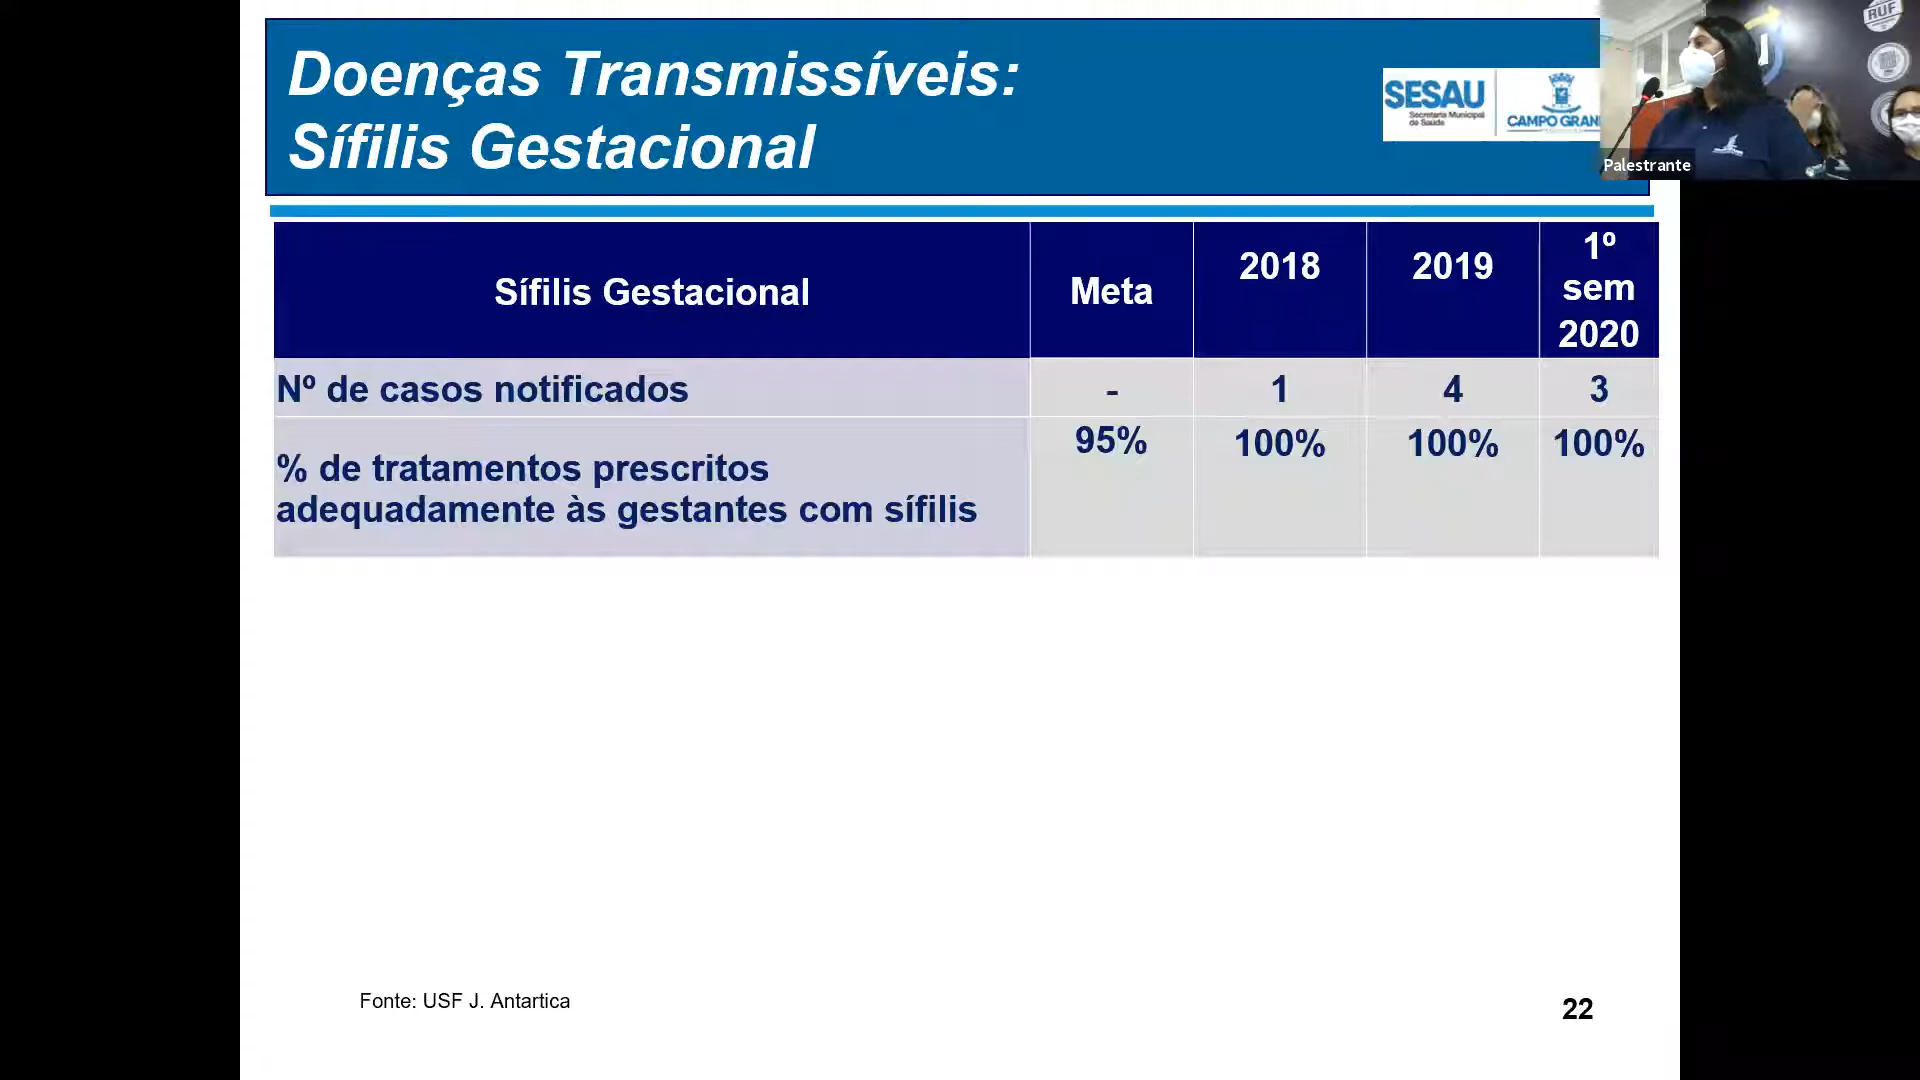 Doenças Transmissíveis:
Sífilis Gestacional
SESAU
Secretaria Municipal
de Saúde
CAMPO GRAN
RUF
Palestrante
Sífilis Gestacional
Meta
2018
2019
1º
sem
2020
Nº de casos notificados
-
1
4
3
% de tratamentos prescritos
adequadamente às gestantes com sífilis
95%
100%
100%
100%
Fonte: USF J. Antartica
22